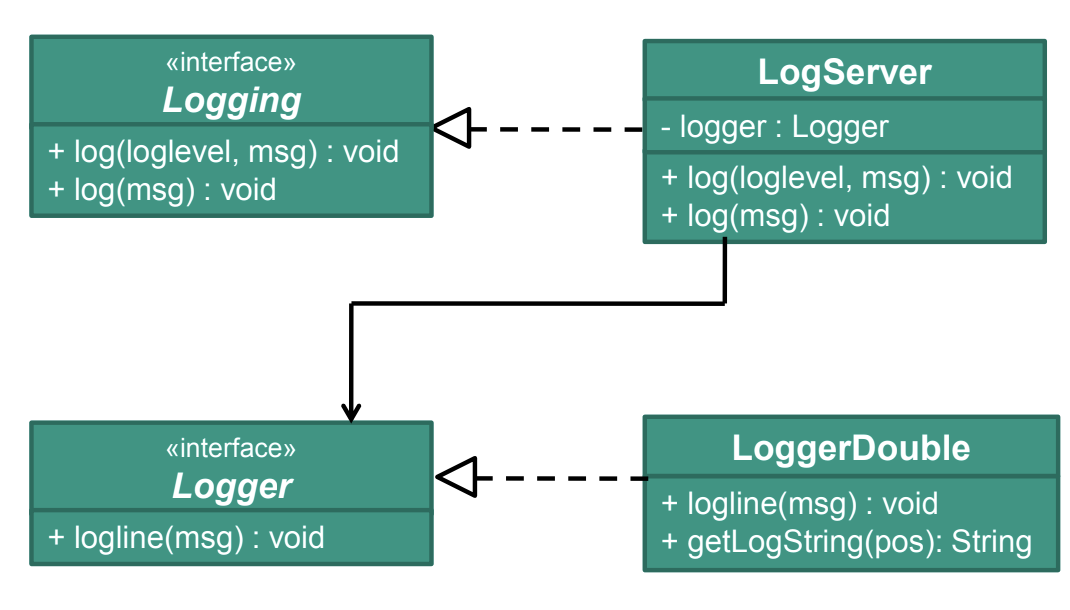 «interface»
Logging
+ log(loglevel, msg) : void
+ log(msg) : void
LogServer
- logger : Logger
+ log(loglevel, msg) : void
+ log(msg) : void
«interface»
Logger
+ logline(msg) : void
LoggerDouble
+ logline(msg) : void
+ getLogString(pos): String